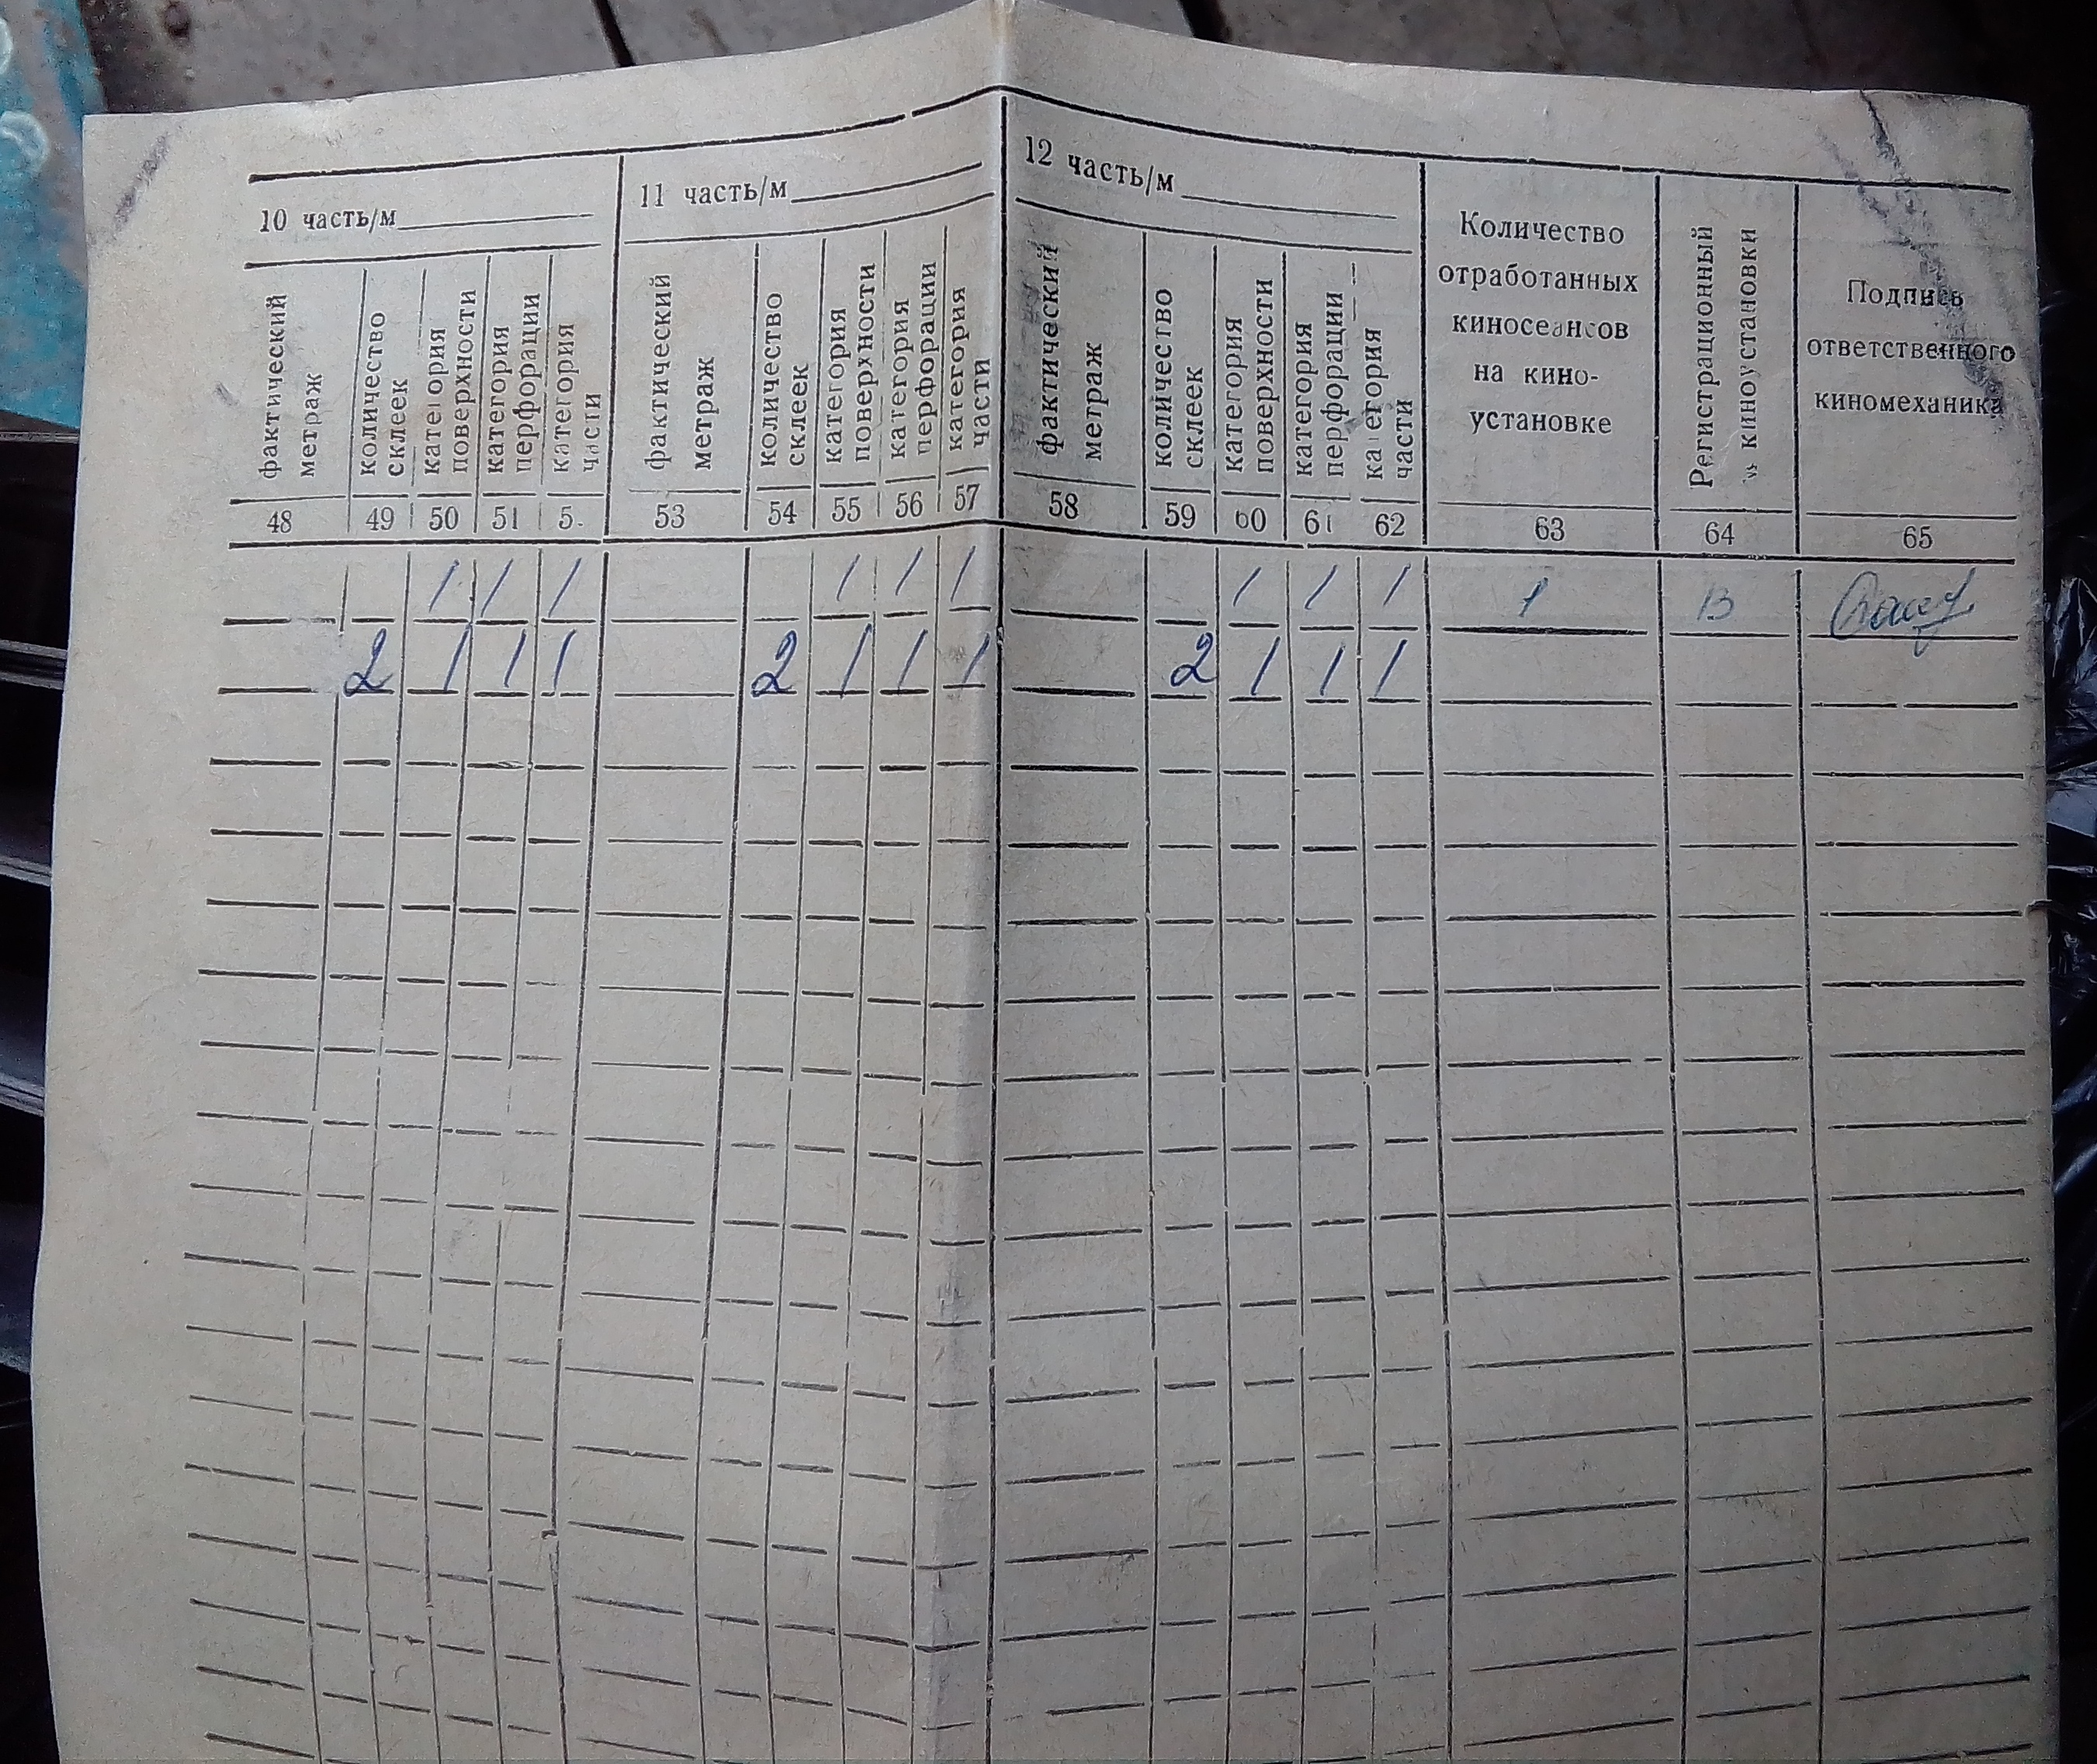 10 часть/м
11 часть/м
12 часть/м
фактический метраж
количество склеек
категория поверхности
категория перфорации
категория части
фактический метраж
количество склеек
категория поверхности
категория перфорации
категория части
фактический метраж
количество склеек
категория поверхности
категория перфорации
категория части
Количество
отработанных
киносеансов
на кино-
установке
Регистрационный
№ киноустановки
Подпись
ответственного
киномеханика
48 49 50 51 5. 53 54 55 56 57 58 59 60 61 62 63 64 65
1 1 1 1 1 1 1 1 1 1 13
2 1 1 1 2 1 1 1 2 1 1 1